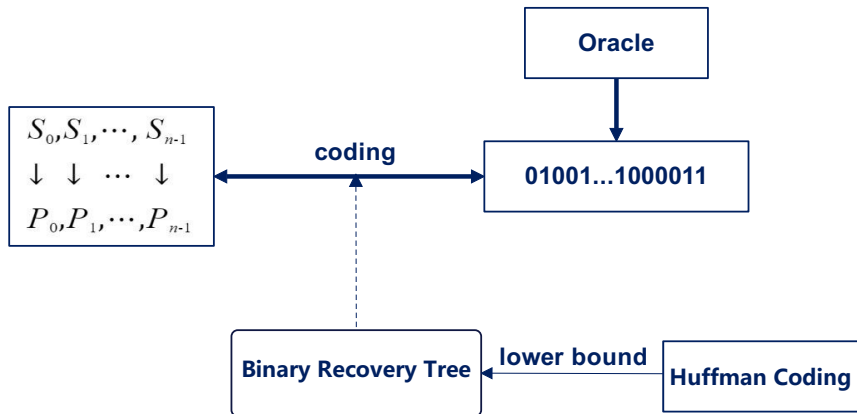 Oracle
S₀,S₁,⋯, Sₙ₋₁
↓ ↓ ⋯ ↓
P₀,P₁,⋯,Pₙ₋₁
coding
01001...1000011
Binary Recovery Tree
lower bound
Huffman Coding